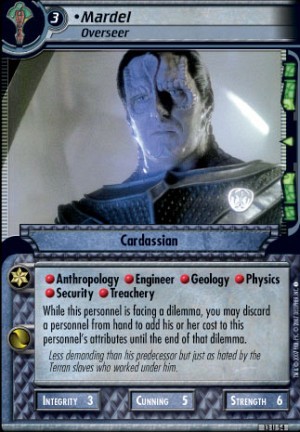 3 •Mardel
Overseer
Cardassian
•Anthropology •Engineer •Geology •Physics
•Security •Treachery
While this personnel is facing a dilemma, you may discard
a personnel from hand to add his or her cost to this
personnel's attributes until the end of that dilemma.
Less demanding than his predecessor but just as hated by the
Terran slaves who worked under him.
INTEGRITY 3 CUNNING 5 STRENGTH 6